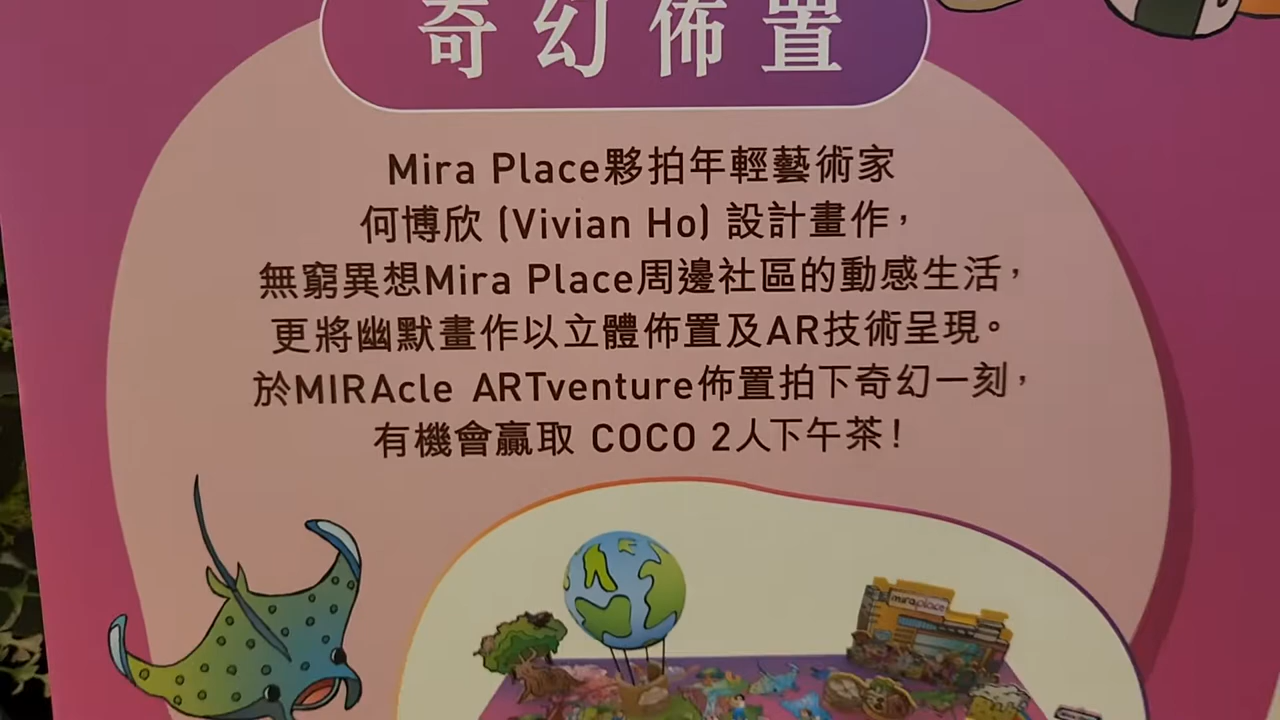 奇幻佈置
Mira Place夥拍年輕藝術家
何博欣 (Vivian Ho) 設計畫作，
無窮異想Mira Place周邊社區的動感生活，
更將幽默畫作以立體佈置及AR技術呈現。
於MIRAcle ARTventure佈置拍下奇幻一刻，
有機會贏取 COCO 2人下午茶！
mira place